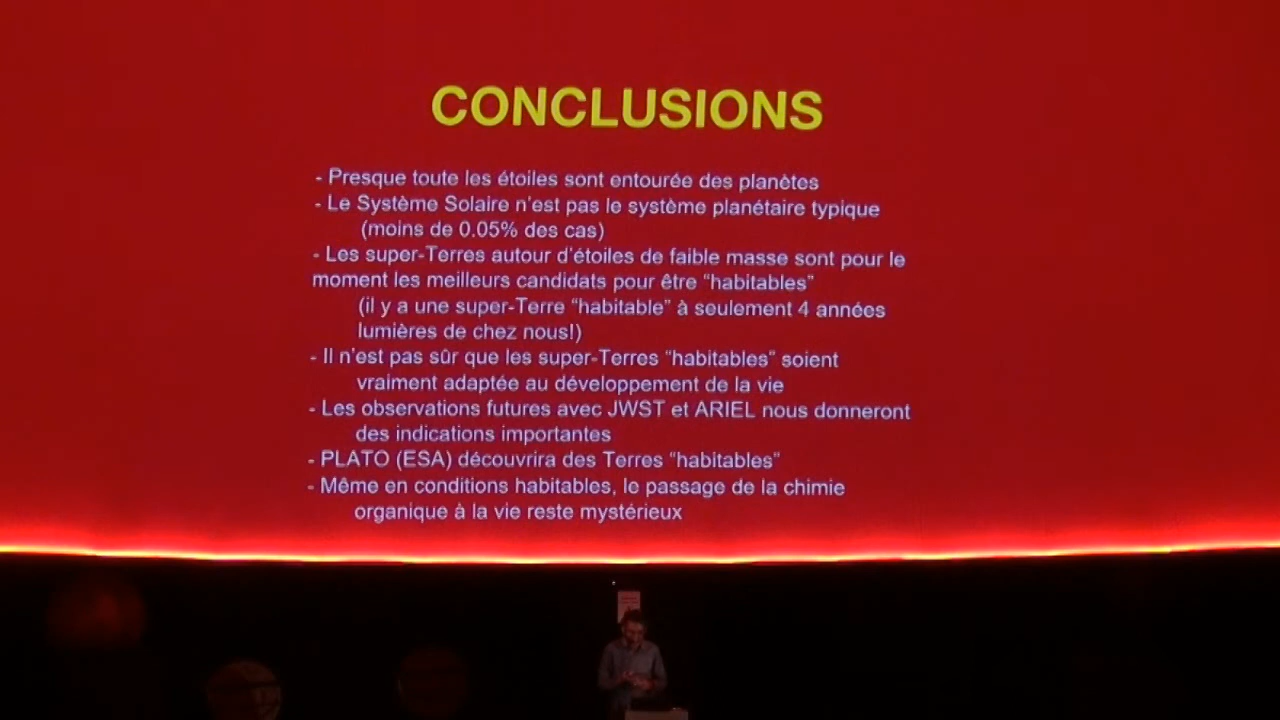 CONCLUSIONS
- Presque toute les étoiles sont entourée des planètes
- Le Système Solaire n'est pas le système planétaire typique
(moins de 0.05% des cas)
- Les super-Terres autour d'étoiles de faible masse sont pour le
moment les meilleurs candidats pour être “habitables”
(il y a une super-Terre “habitable” à seulement 4 années
lumières de chez nous!)
- Il n'est pas sûr que les super-Terres “habitables” soient
vraiment adaptée au développement de la vie
- Les observations futures avec JWST et ARIEL nous donneront
des indications importantes
- PLATO (ESA) découvrira des Terres “habitables”
- Même en conditions habitables, le passage de la chimie
organique à la vie reste mystérieux